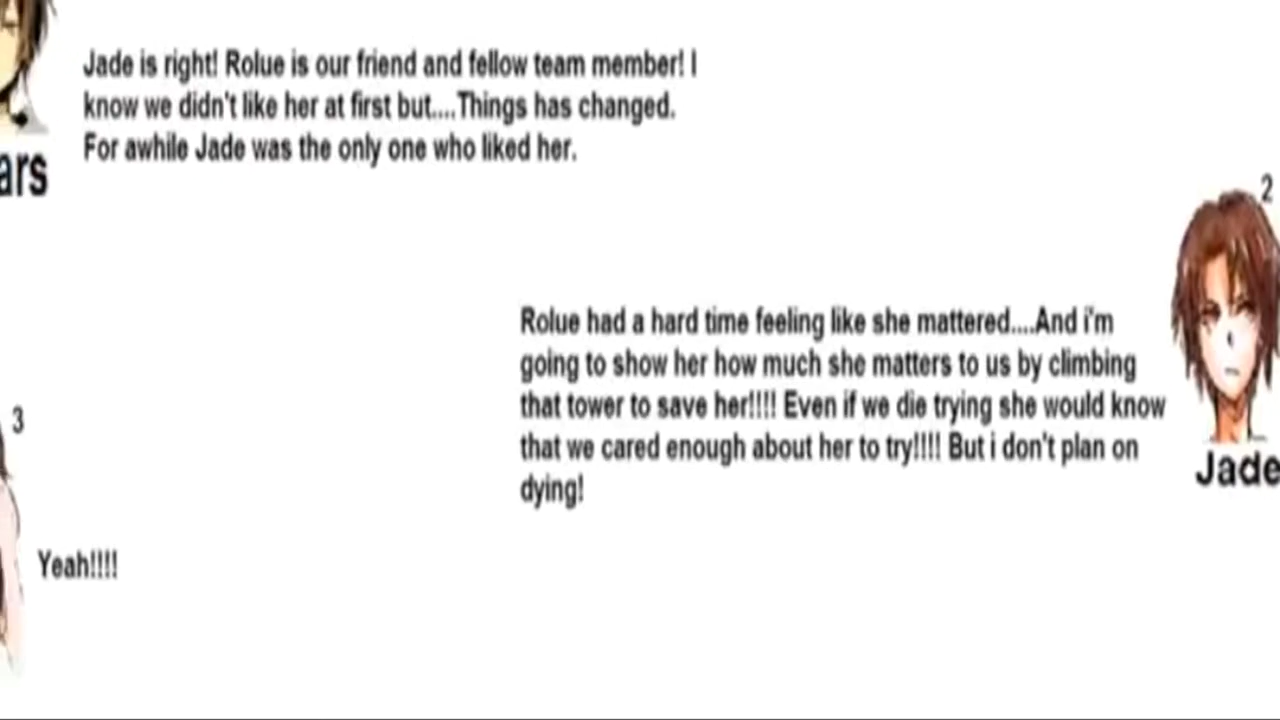 Jade is right! Rolue is our friend and fellow team member! I
know we didn't like her at first but....Things has changed.
For awhile Jade was the only one who liked her.
ars
2
Rolue had a hard time feeling like she mattered....And i'm
going to show her how much she matters to us by climbing
that tower to save her!!!! Even if we die trying she would know
that we cared enough about her to try!!!! But i don't plan on
dying!
Jade
3
Yeah!!!!